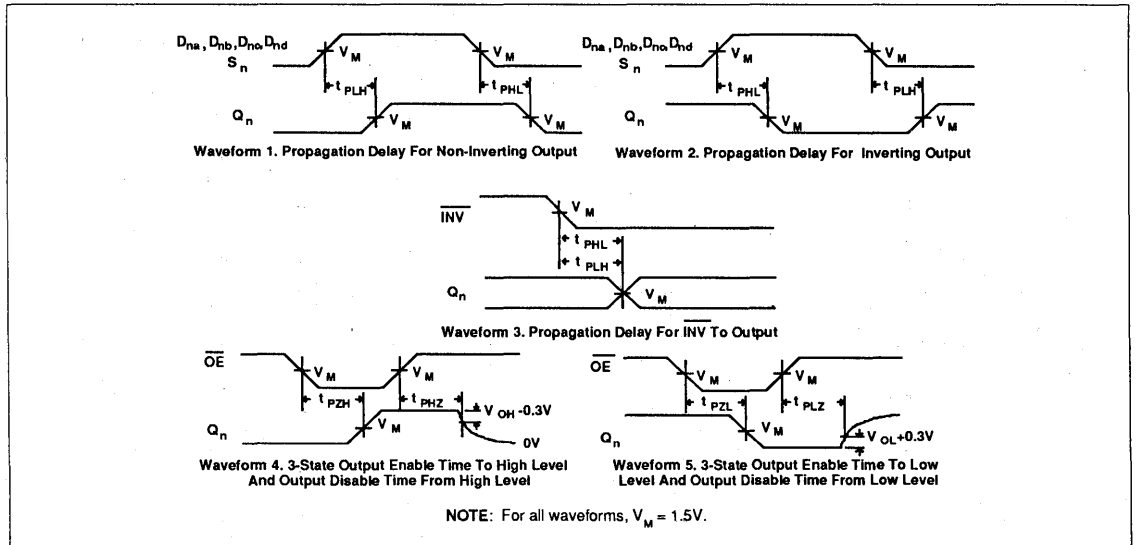 Dna, Dnb, Dnc, Dnd
Sn
VM
VM
tPLH
tPHL
Qn
VM
VM
Waveform 1. Propagation Delay For Non-Inverting Output
Dna, Dnb, Dnc, Dnd
Sn
VM
VM
tPHL
tPLH
Qn
VM
VM
Waveform 2. Propagation Delay For Inverting Output
INV
VM
tPHL
tPLH
Qn
VM
Waveform 3. Propagation Delay For INV To Output
OE
VM
VM
tPZH
tPHZ
VOH -0.3V
Qn
VM
0V
Waveform 4. 3-State Output Enable Time To High Level
And Output Disable Time From High Level
OE
VM
VM
tPZL
tPLZ
Qn
VM
VOL+0.3V
Waveform 5. 3-State Output Enable Time To Low
Level And Output Disable Time From Low Level
NOTE: For all waveforms, VM = 1.5V.